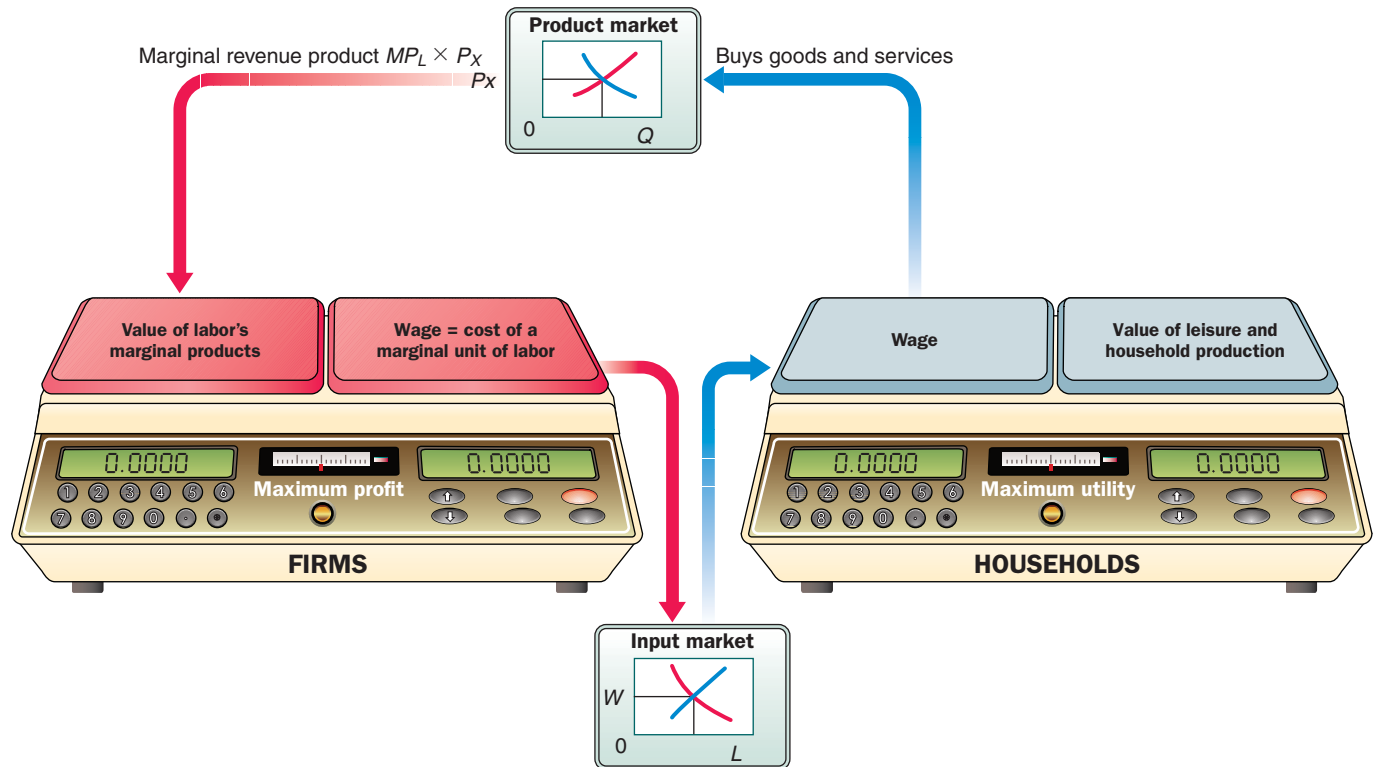 Product market
Marginal revenue product MPL × PX
Px
Buys goods and services
0
Q
Value of labor's
marginal products
Wage = cost of a
marginal unit of labor
Wage
Value of leisure and
household production
0.0000
0.0000
1 2 3 4 5 6
Maximum profit
7 8 9 0
FIRMS
0.0000
0.0000
1 2 3 4 5 6
Maximum utility
7 8 9 0
HOUSEHOLDS
Input market
W
0
L